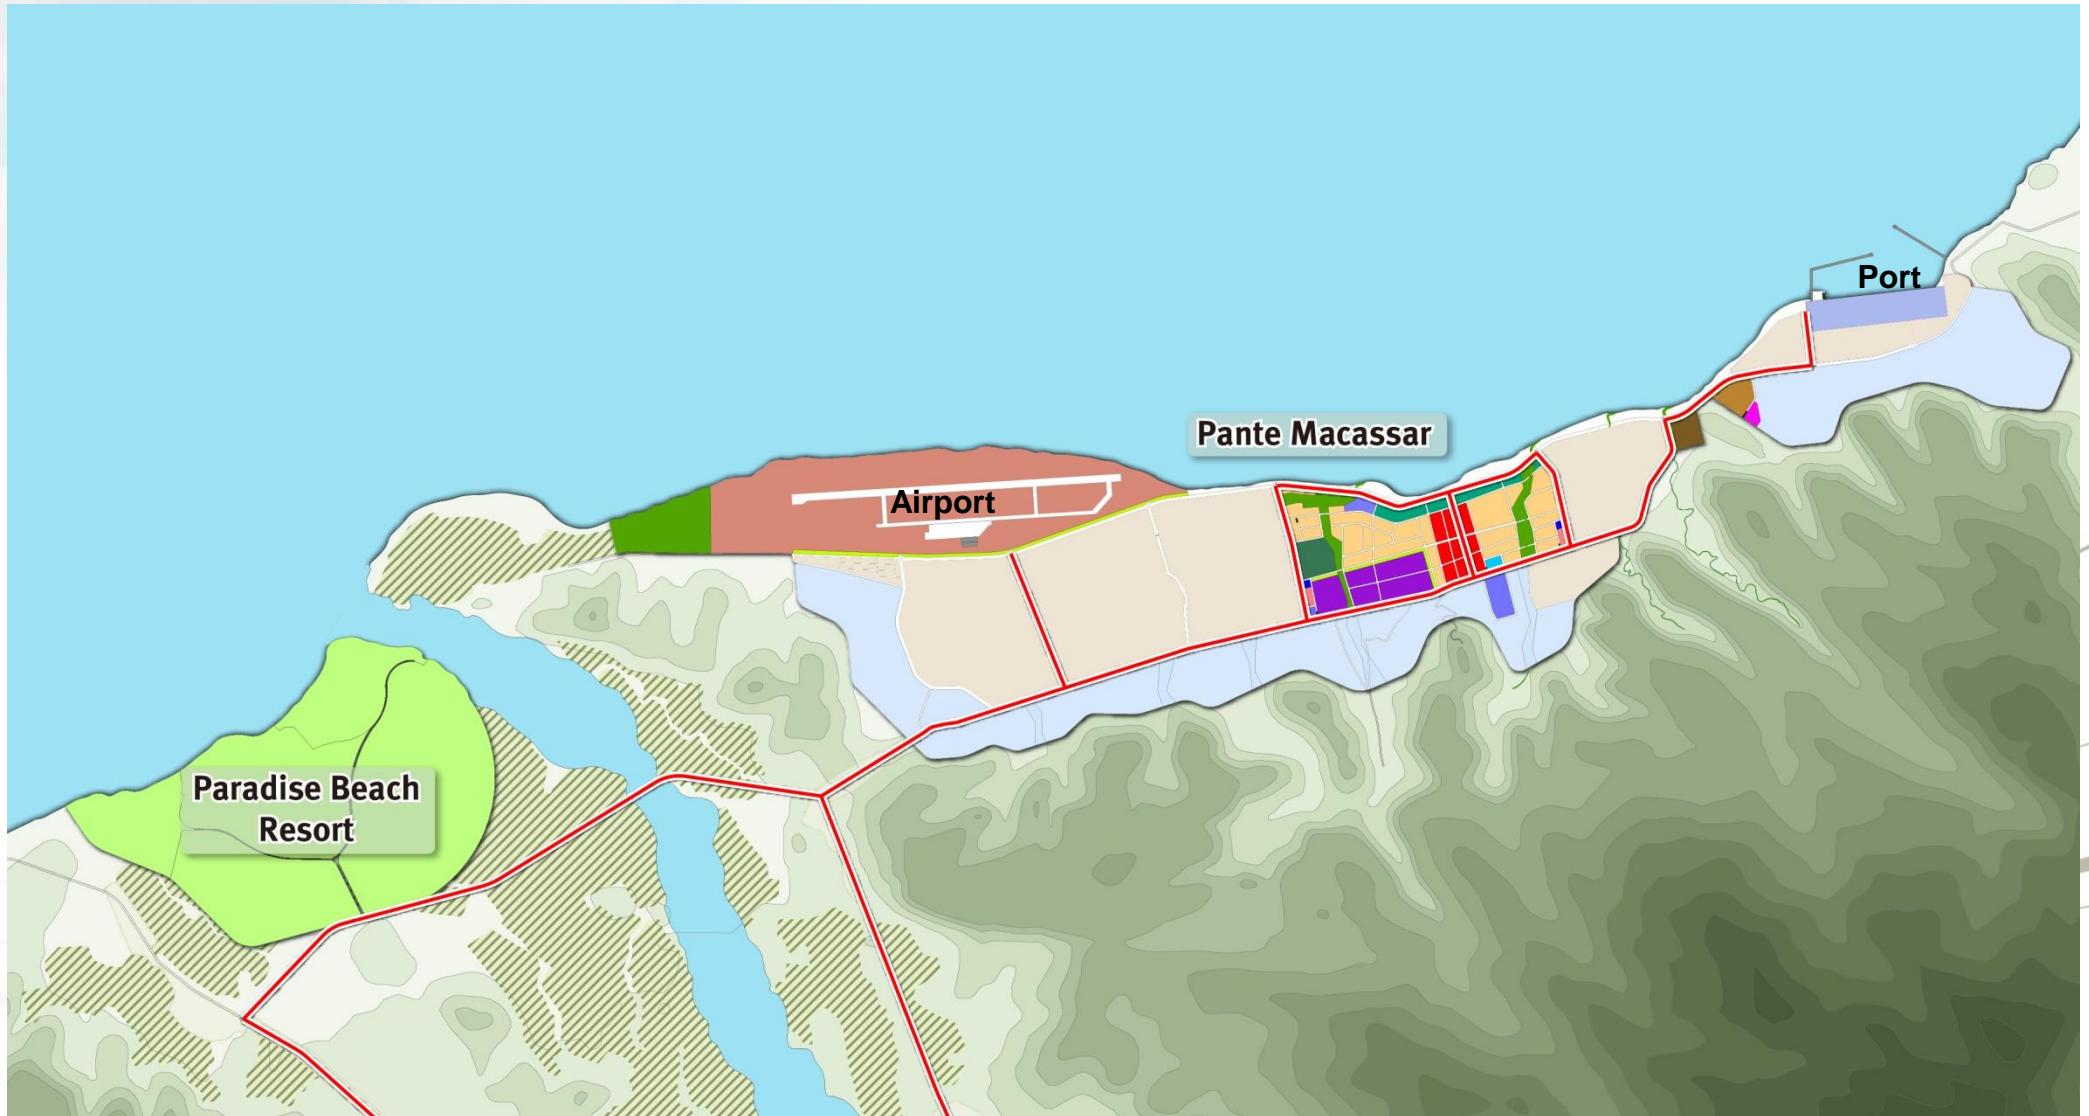 Port
Pante Macassar
Airport
Paradise Beach
Resort